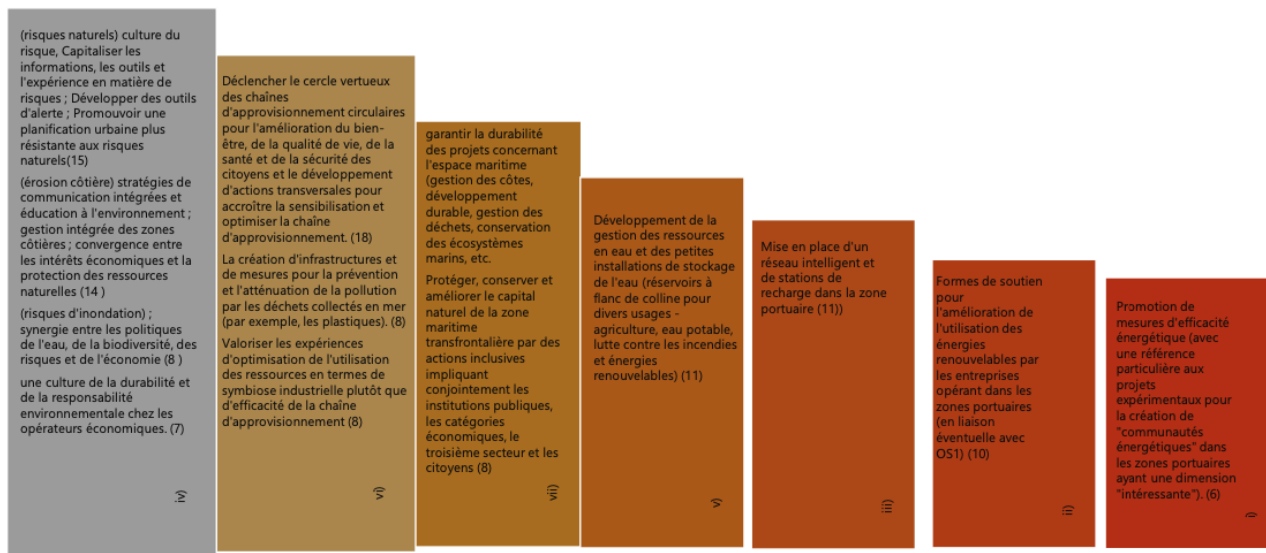 (risques naturels) culture du
risque, Capitaliser les
informations, les outils et
l'expérience en matière de
risques ; Développer des outils
d'alerte ; Promouvoir une
planification urbaine plus
résistante aux risques
naturels(15)
(érosion côtière) stratégies de
communication intégrées et
éducation à l'environnement ;
gestion intégrée des zones
côtières ; convergence entre
les intérêts économiques et la
protection des ressources
naturelles (14 )
(risques d'inondation) ;
synergie entre les politiques
de l'eau, de la biodiversité, des
risques et de l'économie (8 )
une culture de la durabilité et
de la responsabilité
environnementale chez les
opérateurs économiques. (7)
iv)
Déclencher le cercle vertueux
des chaînes
d'approvisionnement circulaires
pour l'amélioration du bien-
être, de la qualité de vie, de la
santé et de la sécurité des
citoyens et le développement
d'actions transversales pour
accroître la sensibilisation et
optimiser la chaîne
d'approvisionnement. (18)
La création d'infrastructures et
de mesures pour la prévention
et l'atténuation de la pollution
par les déchets collectés en mer
(par exemple, les plastiques). (8)
Valoriser les expériences
d'optimisation de l'utilisation
des ressources en termes de
symbiose industrielle plutôt que
d'efficacité de la chaîne
d'approvisionnement (8)
vi)
garantir la durabilité
des projets concernant
l'espace maritime
(gestion des côtes,
développement
durable, gestion des
déchets, conservation
des écosystèmes
marins, etc.
Protéger, conserver et
améliorer le capital
naturel de la zone
maritime
transfrontalière par des
actions inclusives
impliquant
conjointement les
institutions publiques,
les catégories
économiques, le
troisième secteur et les
citoyens (8)
vii)
Développement de la
gestion des ressources
en eau et des petites
installations de stockage
de l'eau (réservoirs à
flanc de colline pour
divers usages -
agriculture, eau potable,
lutte contre les incendies
et énergies
renouvelables) (11)
v)
Mise en place d'un
réseau intelligent et
de stations de
recharge dans la zone
portuaire (11))
iii)
Formes de soutien
pour
l'amélioration de
l'utilisation des
énergies
renouvelables par
les entreprises
opérant dans les
zones portuaires
(en liaison
éventuelle avec
OS1) (10)
ii)
Promotion de
mesures d'efficacité
énergétique (avec
une référence
particulière aux
projets
expérimentaux pour
la création de
"communautés
énergétiques" dans
les zones portuaires
ayant une dimension
"intéressante"). (6)
i)